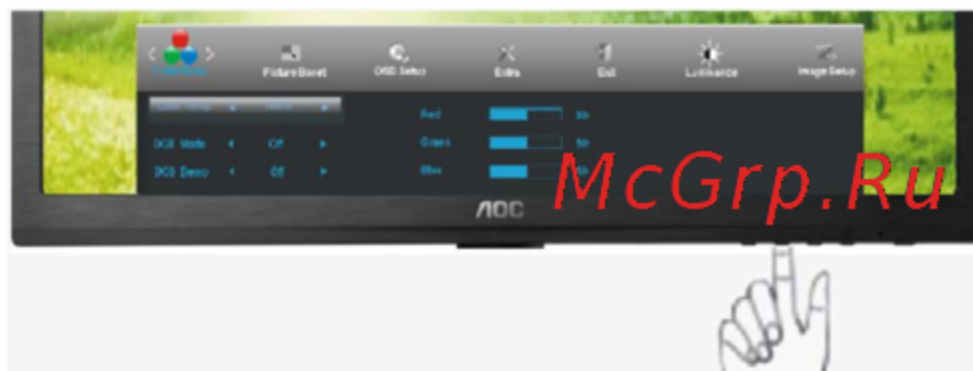 Picture Boost
OSD Setup
Extra
Exit
Luminance
Image Setup
Red
DCB Mode
Off
Green
50
DCB Demo
Off
Blue
AOC
McGrp.Ru